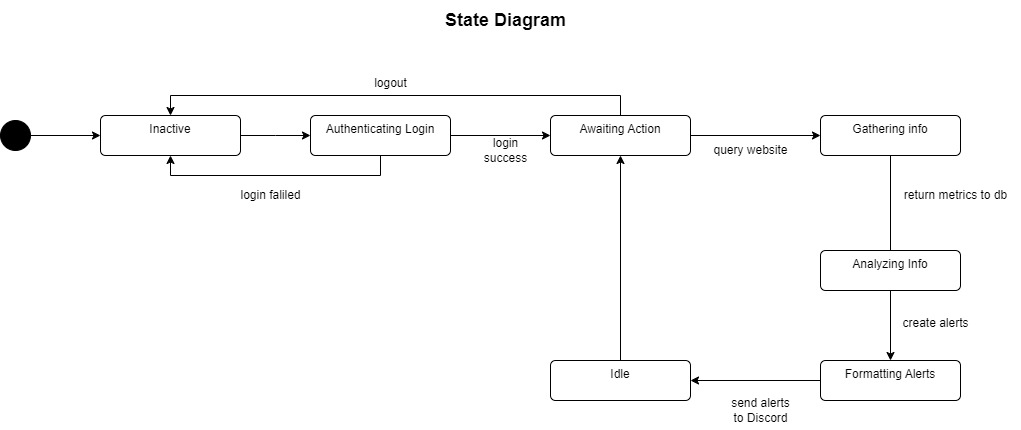 State Diagram
logout
Inactive
Authenticating Login
Awaiting Action
Gathering info
login
success
query website
login faliled
return metrics to db
Analyzing Info
create alerts
Idle
Formatting Alerts
send alerts
to Discord